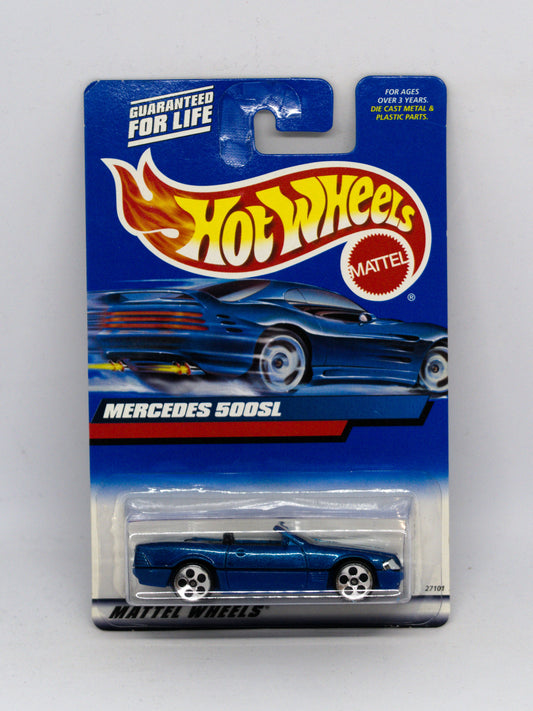 GUARANTEED
FOR LIFE
FOR AGES
OVER 3 YEARS.
DIE CAST METAL &
PLASTIC PARTS.
HOT WHEELS
MATTEL
®
MERCEDES 500SL
27101
MATTEL WHEELS